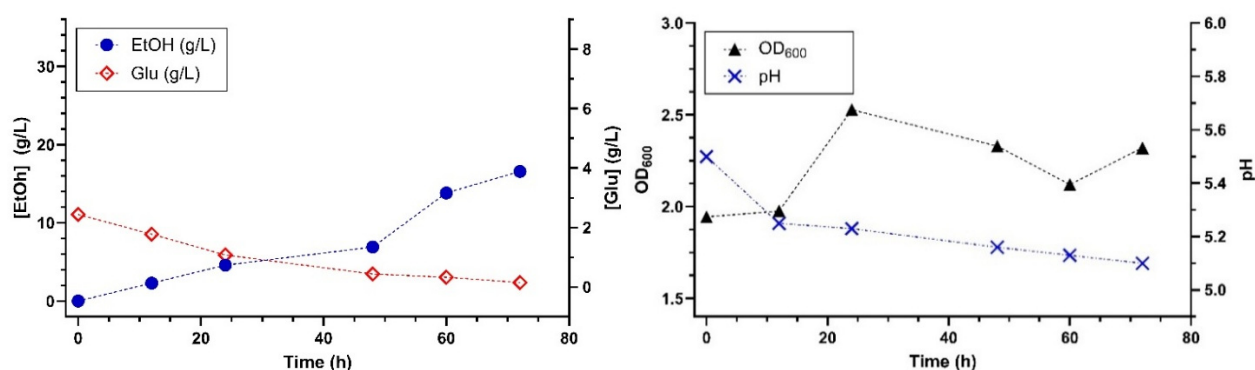 EtOH (g/L)
Glu (g/L)
[EtOh] (g/L)
30
20
10
0
8
6
4
2
0
[Glu] (g/L)
0 20 40 60 80
Time (h)
OD600
pH
OD600
3.0
2.5
2.0
1.5
6.0
5.8
5.6
5.4
5.2
5.0
pH
0 20 40 60 80
Time (h)